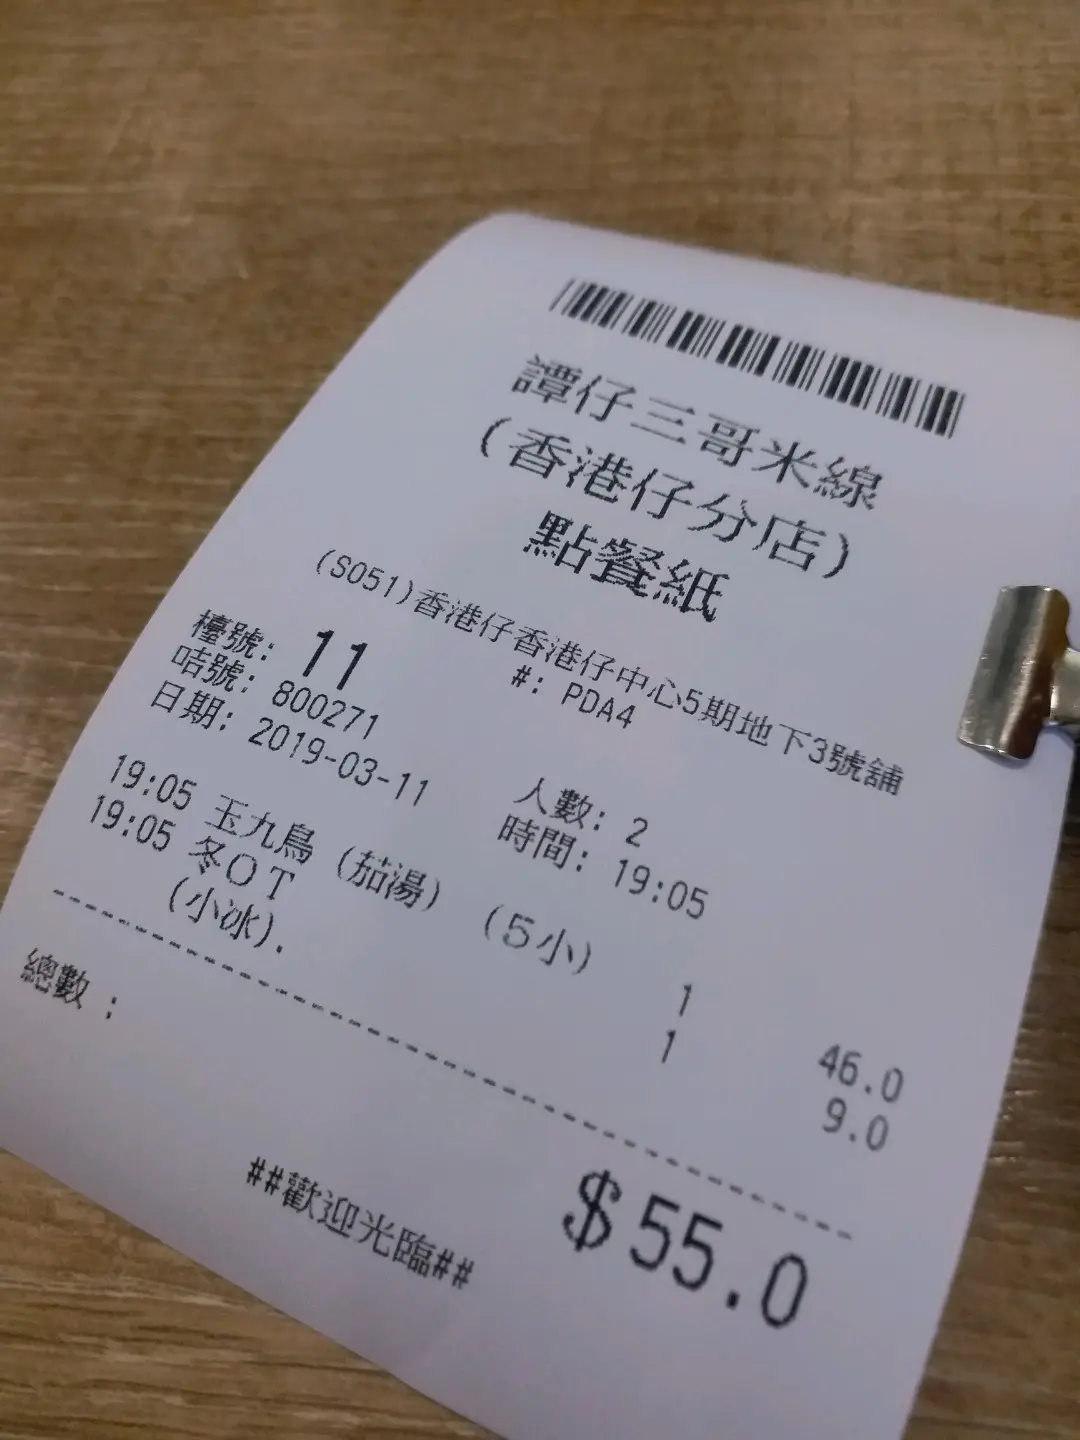 譚仔三哥米線
(香港仔分店)
點餐紙
(S051)香港仔香港仔中心5期地下3號舖
檯號: 11 #: PDA4
咭號: 800271 人數: 2
日期: 2019-03-11 時間: 19:05
19:05 玉九鳥 (茄湯) (5小) 1 46.0
19:05 冬OT 1 9.0
(小冰).
總數 : $55.0
##歡迎光臨##